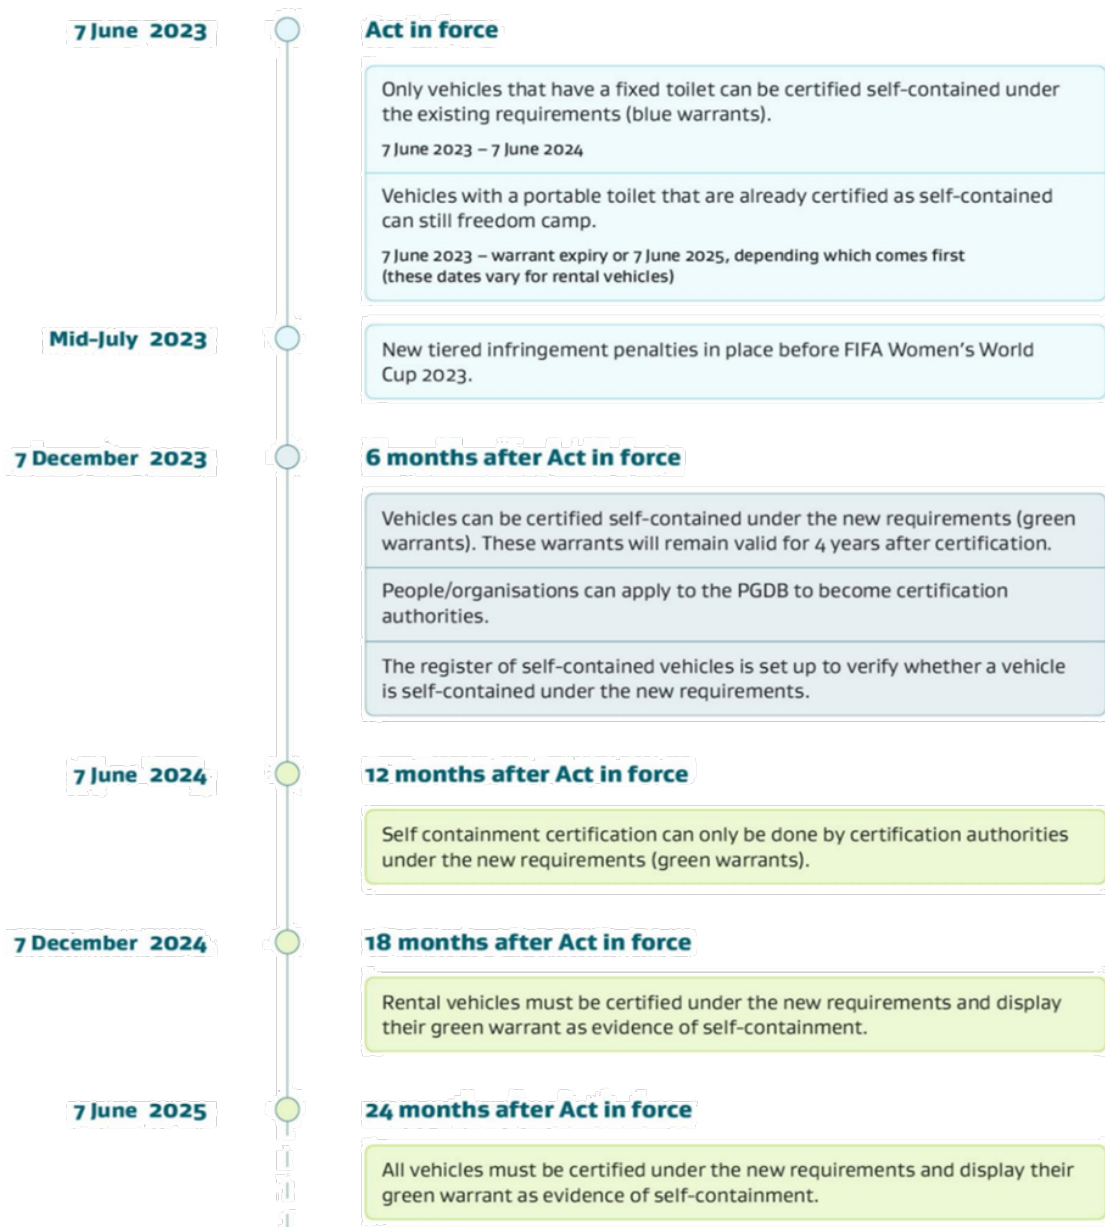 7 June 2023
Act in force
Only vehicles that have a fixed toilet can be certified self-contained under
the existing requirements (blue warrants).
7 June 2023 – 7 June 2024
Vehicles with a portable toilet that are already certified as self-contained
can still freedom camp.
7 June 2023 – warrant expiry or 7 June 2025, depending which comes first
(these dates vary for rental vehicles)
Mid-July 2023
New tiered infringement penalties in place before FIFA Women's World
Cup 2023.
7 December 2023
6 months after Act in force
Vehicles can be certified self-contained under the new requirements (green
warrants). These warrants will remain valid for 4 years after certification.
People/organisations can apply to the PGDB to become certification
authorities.
The register of self-contained vehicles is set up to verify whether a vehicle
is self-contained under the new requirements.
7 June 2024
12 months after Act in force
Self containment certification can only be done by certification authorities
under the new requirements (green warrants).
7 December 2024
18 months after Act in force
Rental vehicles must be certified under the new requirements and display
their green warrant as evidence of self-containment.
7 June 2025
24 months after Act in force
All vehicles must be certified under the new requirements and display their
green warrant as evidence of self-containment.